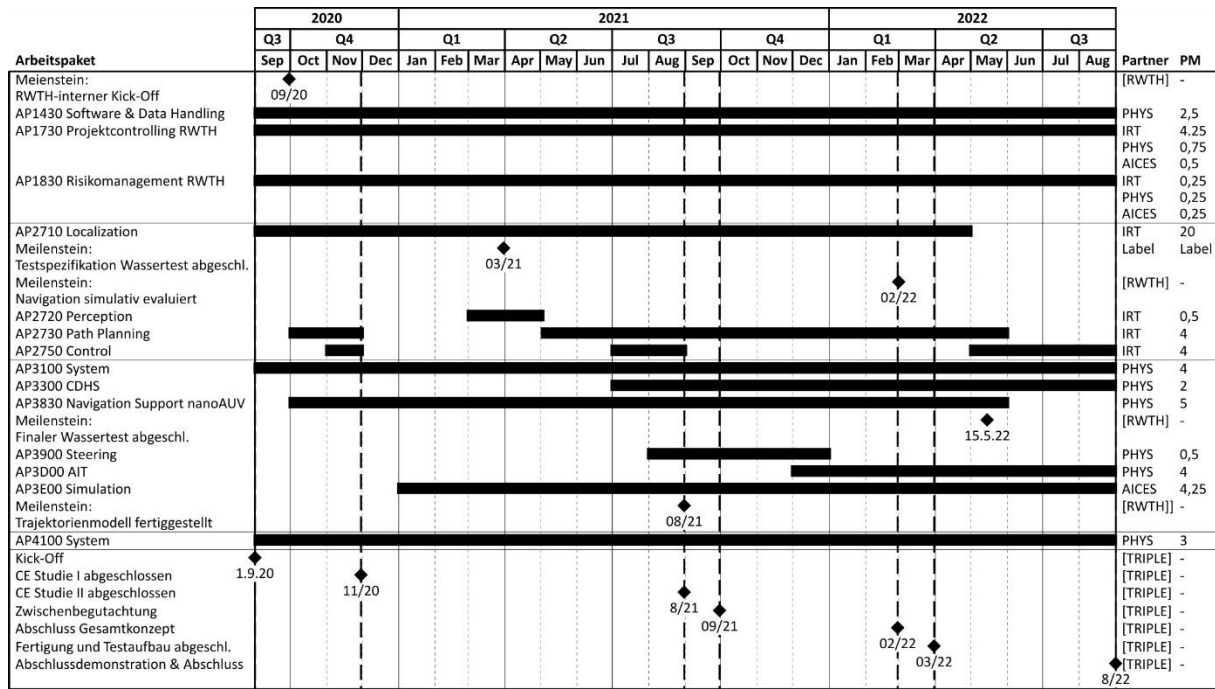 2020 2021 2022
Q3 Q4 Q1 Q2 Q3 Q4 Q1 Q2 Q3
Arbeitspaket Sep Oct Nov Dec Jan Feb Mar Apr May Jun Jul Aug Sep Oct Nov Dec Jan Feb Mar Apr May Jun Jul Aug Partner PM
Meienstein: [RWTH] -
RWTH-interner Kick-Off 09/20
AP1430 Software & Data Handling PHYS 2,5
AP1730 Projektcontrolling RWTH IRT 4.25
PHYS 0,75
AICES 0,5
AP1830 Risikomanagement RWTH IRT 0,25
PHYS 0,25
AICES 0,25
AP2710 Localization IRT 20
Meilenstein: Label Label
Testspezifikation Wassertest abgeschl. 03/21
Meilenstein: [RWTH] -
Navigation simulativ evaluiert 02/22
AP2720 Perception IRT 0,5
AP2730 Path Planning IRT 4
AP2750 Control IRT 4
AP3100 System PHYS 4
AP3300 CDHS PHYS 2
AP3830 Navigation Support nanoAUV PHYS 5
Meilenstein: [RWTH] -
Finaler Wassertest abgeschl. 15.5.22
AP3900 Steering PHYS 0,5
AP3D00 AIT PHYS 4
AP3E00 Simulation AICES 4,25
Meilenstein: [RWTH]] -
Trajektorienmodell fertiggestellt 08/21
AP4100 System PHYS 3
Kick-Off [TRIPLE] -
1.9.20
CE Studie I abgeschlossen [TRIPLE] -
11/20
CE Studie II abgeschlossen [TRIPLE] -
8/21
Zwischenbegutachtung [TRIPLE] -
09/21
Abschluss Gesamtkonzept [TRIPLE] -
02/22
Fertigung und Testaufbau abgeschl. [TRIPLE] -
03/22
Abschlussdemonstration & Abschluss [TRIPLE] -
8/22